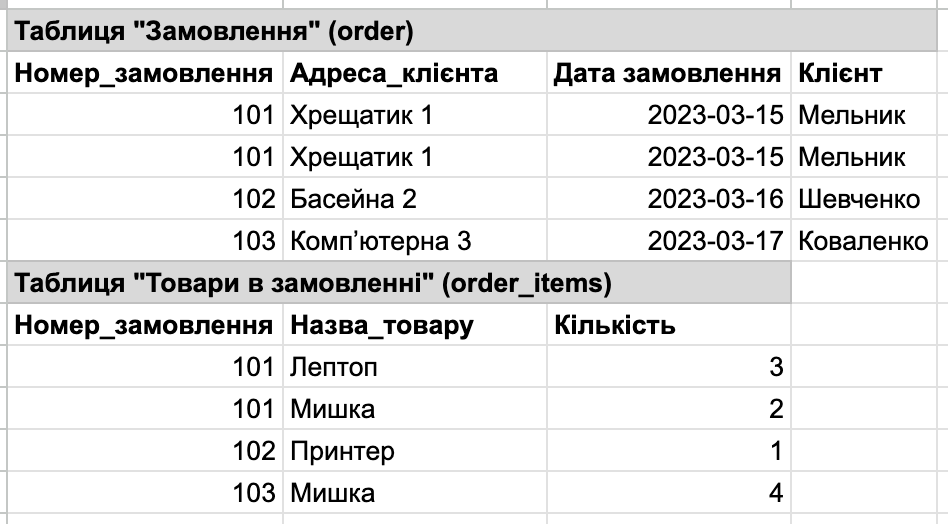 Таблиця "Замовлення" (order)
Номер_замовлення Адреса_клієнта Дата замовлення Клієнт
101 Хрещатик 1 2023-03-15 Мельник
101 Хрещатик 1 2023-03-15 Мельник
102 Басейна 2 2023-03-16 Шевченко
103 Комп’ютерна 3 2023-03-17 Коваленко
Таблиця "Товари в замовленні" (order_items)
Номер_замовлення Назва_товару Кількість
101 Лептоп 3
101 Мишка 2
102 Принтер 1
103 Мишка 4